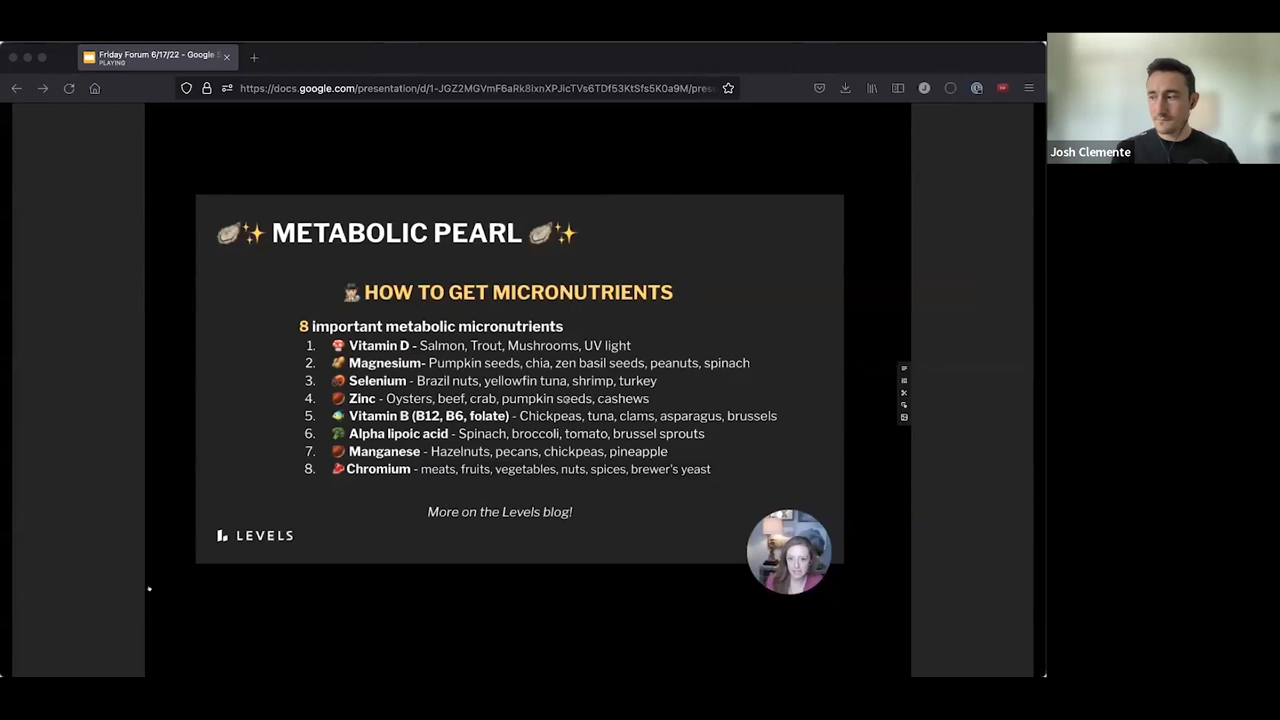 Friday Forum 6/17/22 - Google S
PLAYING
https://docs.google.com/presentation/d/1-JGZ2MGVmF6aRk8ixnXPJicTVs6TDf53KtSfs5K0a9M/pres
Josh Clemente
METABOLIC PEARL
HOW TO GET MICRONUTRIENTS
8 important metabolic micronutrients
1. Vitamin D - Salmon, Trout, Mushrooms, UV light
2. Magnesium- Pumpkin seeds, chia, zen basil seeds, peanuts, spinach
3. Selenium - Brazil nuts, yellowfin tuna, shrimp, turkey
4. Zinc - Oysters, beef, crab, pumpkin seeds, cashews
5. Vitamin B (B12, B6, folate) - Chickpeas, tuna, clams, asparagus, brussels
6. Alpha lipoic acid - Spinach, broccoli, tomato, brussel sprouts
7. Manganese - Hazelnuts, pecans, chickpeas, pineapple
8. Chromium - meats, fruits, vegetables, nuts, spices, brewer's yeast
More on the Levels blog!
LEVELS